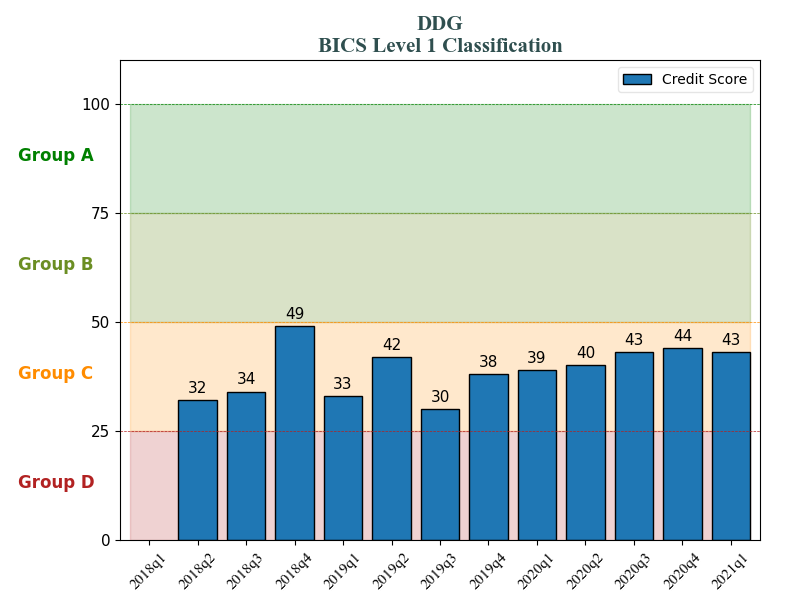 DDG
BICS Level 1 Classification
Credit Score
100
Group A
75
Group B
50
49
44
43
43
42
40
39
38
Group C
34
33
32
30
25
Group D
0
2018q1
2018q2
2018q3
2018q4
2019q1
2019q2
2019q3
2019q4
2020q1
2020q2
2020q3
2020q4
2021q1